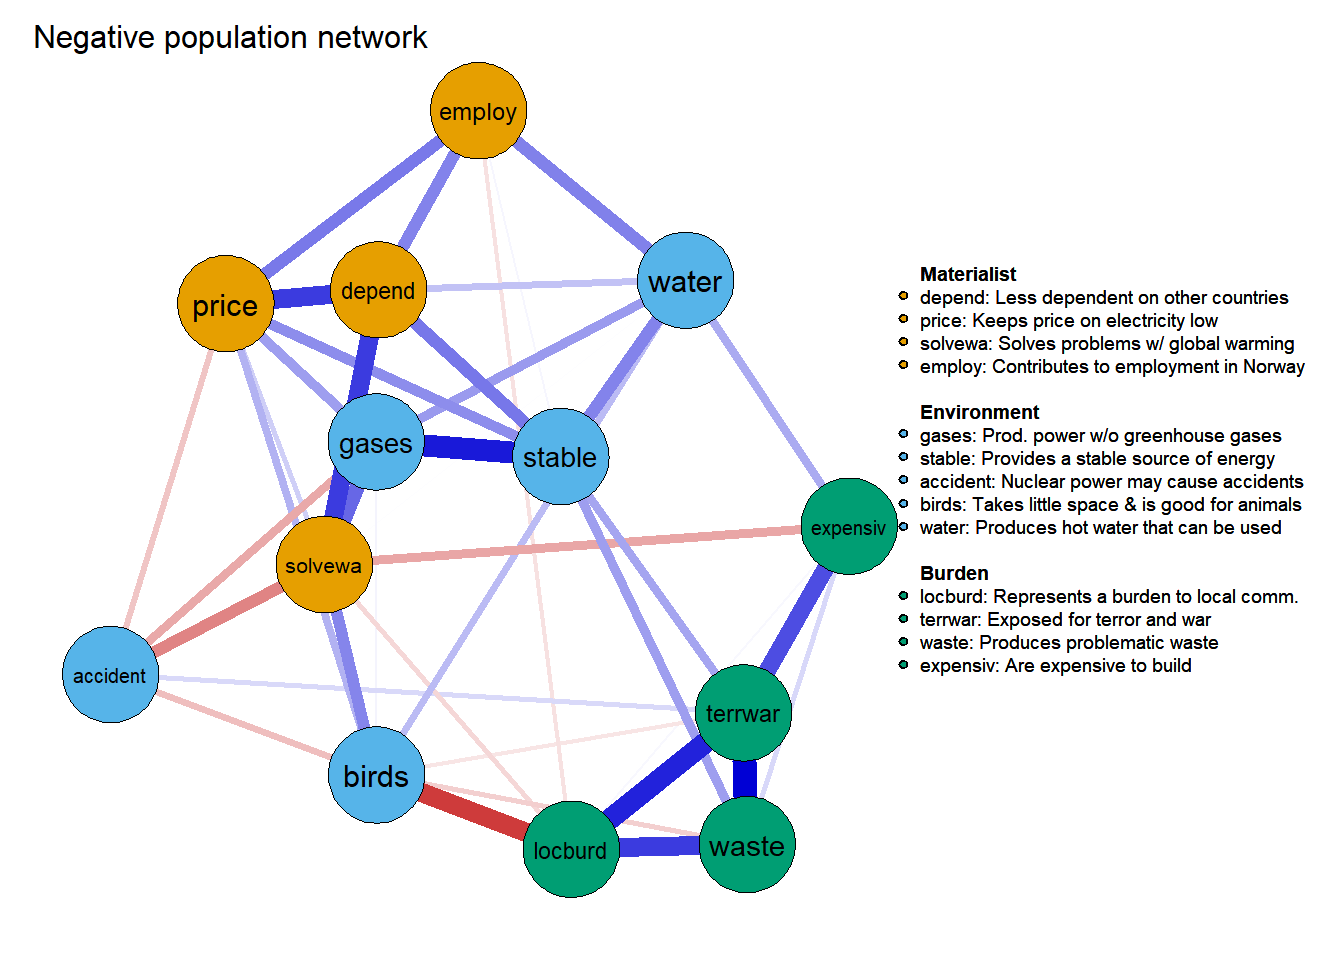 Negative population network
employ
water
price
depend
gases
stable
expensiv
solvewa
accident
terrwar
birds
locburd
waste
Materialist
depend: Less dependent on other countries
price: Keeps price on electricity low
solvewa: Solves problems w/ global warming
employ: Contributes to employment in Norway
Environment
gases: Prod. power w/o greenhouse gases
stable: Provides a stable source of energy
accident: Nuclear power may cause accidents
birds: Takes little space & is good for animals
water: Produces hot water that can be used
Burden
locburd: Represents a burden to local comm.
terrwar: Exposed for terror and war
waste: Produces problematic waste
expensiv: Are expensive to build